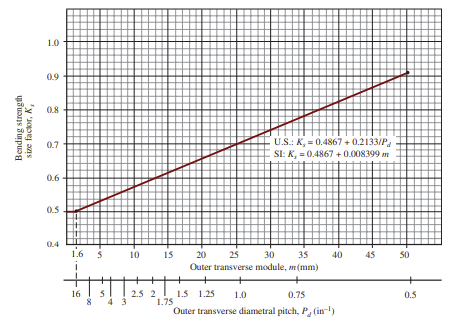 1.0
0.9
0.8
0.7
0.6
0.5
0.4
Bending strength
size factor, Ks
U.S.: Ks = 0.4867 + 0.2133/Pd
SI: Ks = 0.4867 + 0.008399 m
1.6 5 10 15 20 25 30 35 40 45 50
Outer transverse module, m (mm)
16 8 5 4 3 2.5 2 1.75 1.5 1.25 1.0 0.75 0.5
Outer transverse diametral pitch, Pd (in⁻¹)